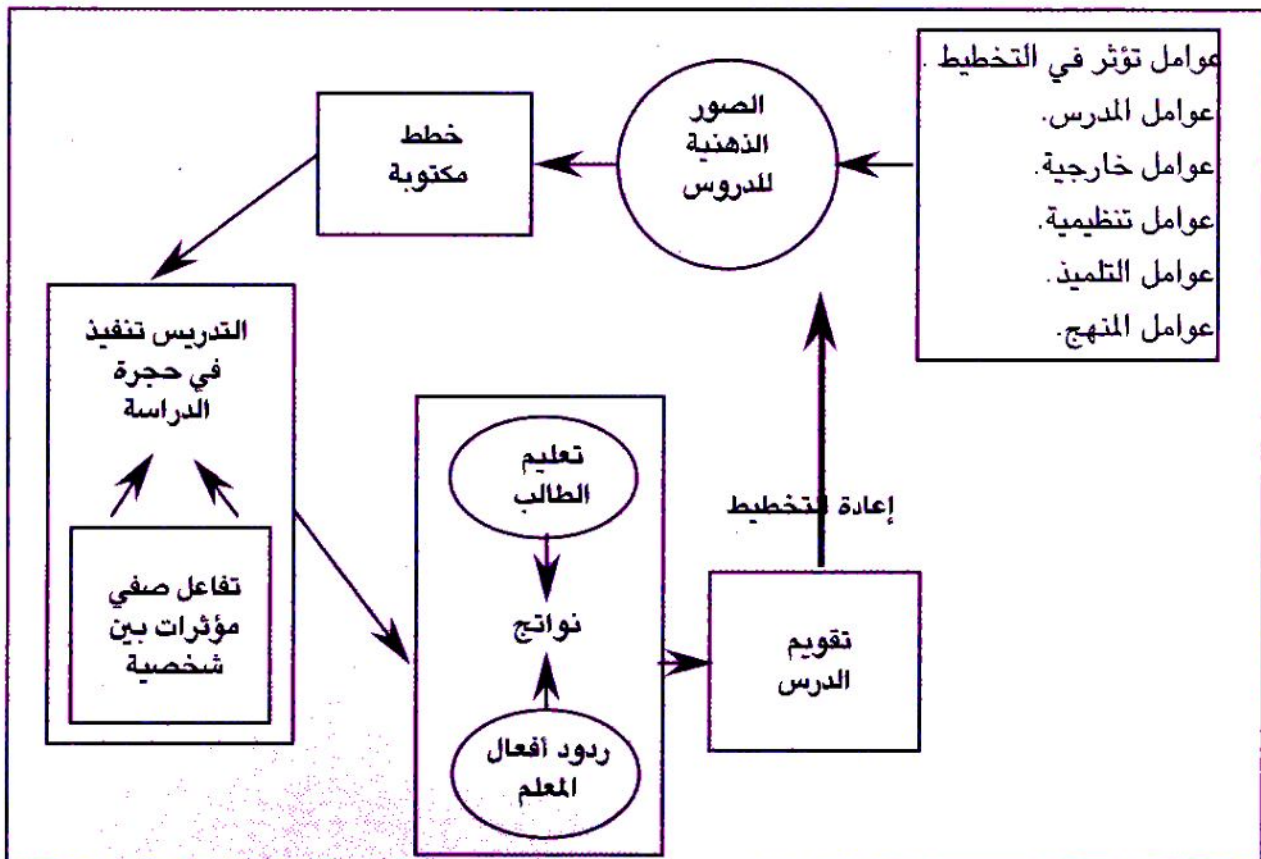 عوامل تؤثر في التخطيط.
عوامل المدرس.
عوامل خارجية.
عوامل تنظيمية.
عوامل التلميذ.
عوامل المنهج.
الصور
الذهنية
للدروس
خطط
مكتوبة
التدريس تنفيذ
في حجرة
الدراسة
تفاعل صفي
مؤثرات بين
شخصية
تعليم
الطالب
نواتج
ردود أفعال
المعلم
تقويم
الدرس
إعادة التخطيط